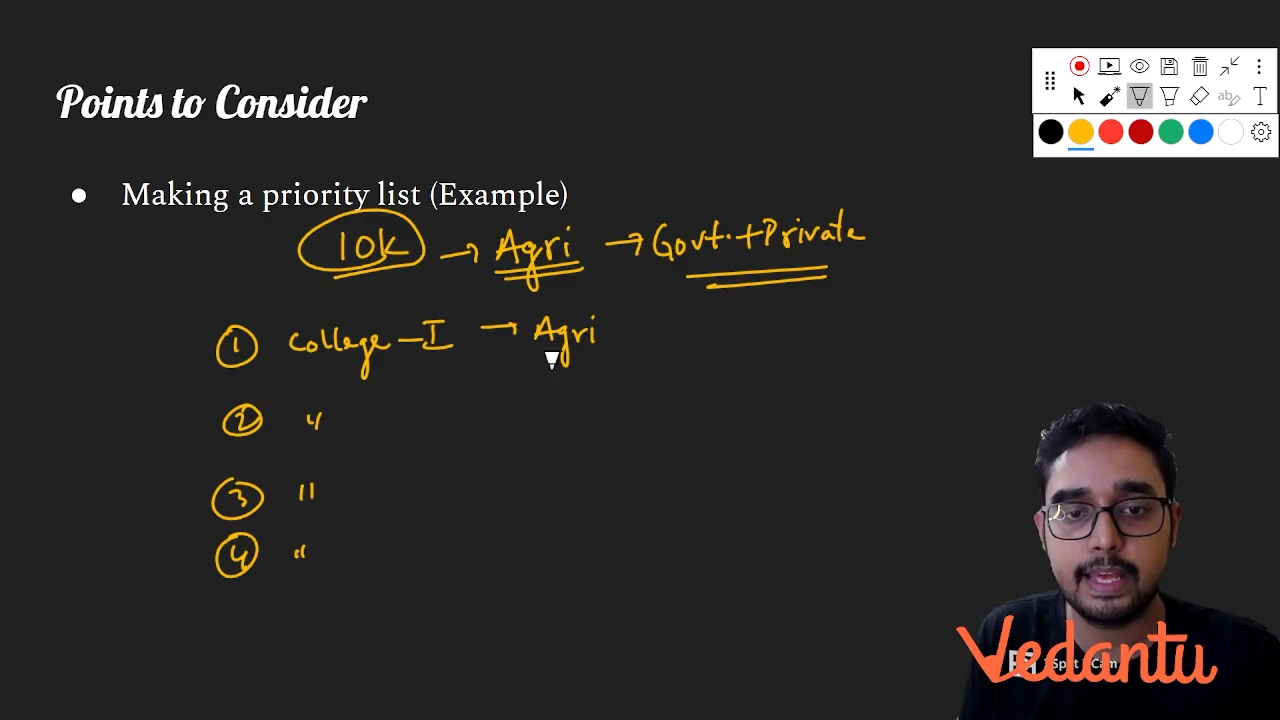 Points to Consider
● Making a priority list (Example)
10K → Agri → Govt.+Private
① College – I → Agri
② "
③ "
④ "
Vedantu